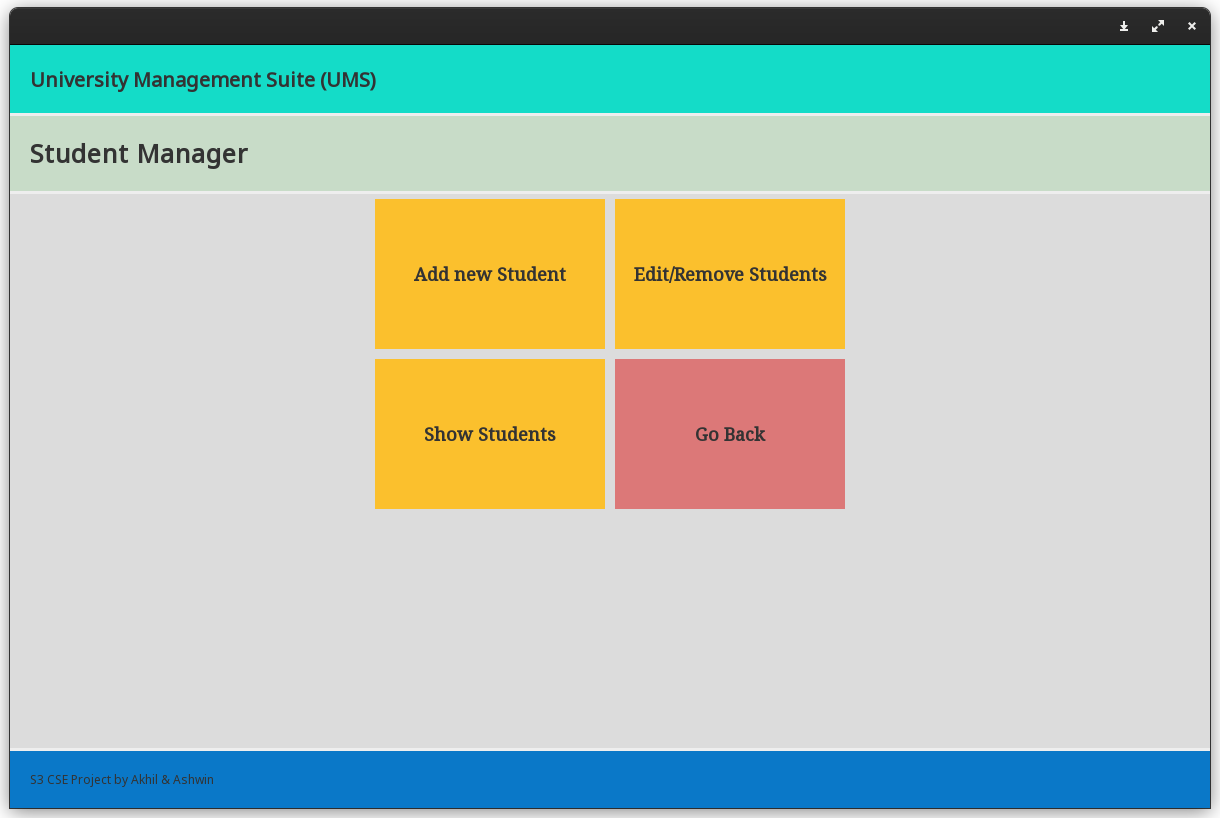 University Management Suite (UMS)
Student Manager
Add new Student
Edit/Remove Students
Show Students
Go Back
S3 CSE Project by Akhil & Ashwin